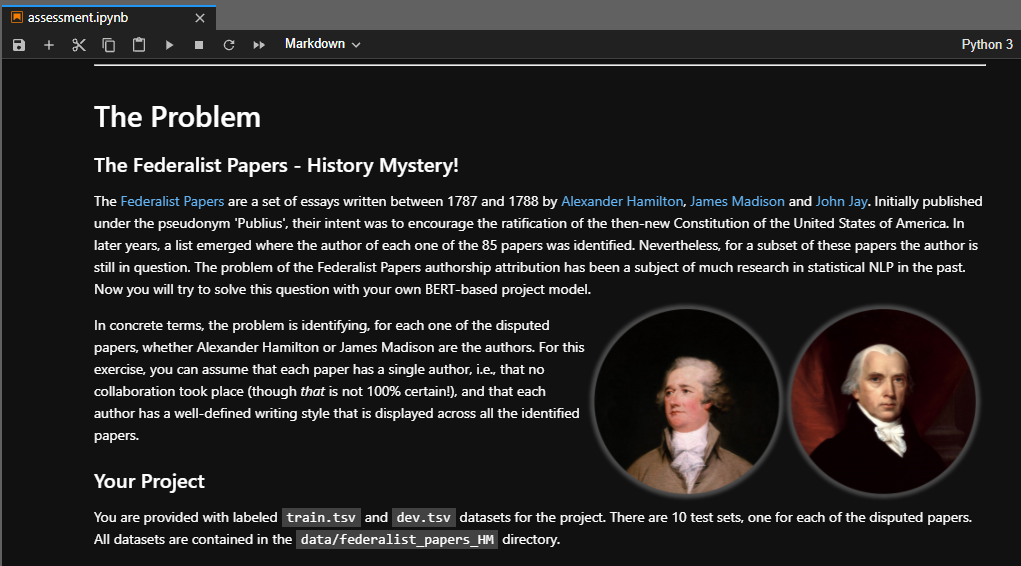 assessment.ipynb
Markdown
Python 3
The Problem
The Federalist Papers - History Mystery!
The Federalist Papers are a set of essays written between 1787 and 1788 by Alexander Hamilton, James Madison and John Jay. Initially published
under the pseudonym 'Publius', their intent was to encourage the ratification of the then-new Constitution of the United States of America. In
later years, a list emerged where the author of each one of the 85 papers was identified. Nevertheless, for a subset of these papers the author is
still in question. The problem of the Federalist Papers authorship attribution has been a subject of much research in statistical NLP in the past.
Now you will try to solve this question with your own BERT-based project model.
In concrete terms, the problem is identifying, for each one of the disputed
papers, whether Alexander Hamilton or James Madison are the authors. For this
exercise, you can assume that each paper has a single author, i.e., that no
collaboration took place (though that is not 100% certain!), and that each
author has a well-defined writing style that is displayed across all the identified
papers.
Your Project
You are provided with labeled train.tsv and dev.tsv datasets for the project. There are 10 test sets, one for each of the disputed papers.
All datasets are contained in the data/federalist_papers_HM directory.